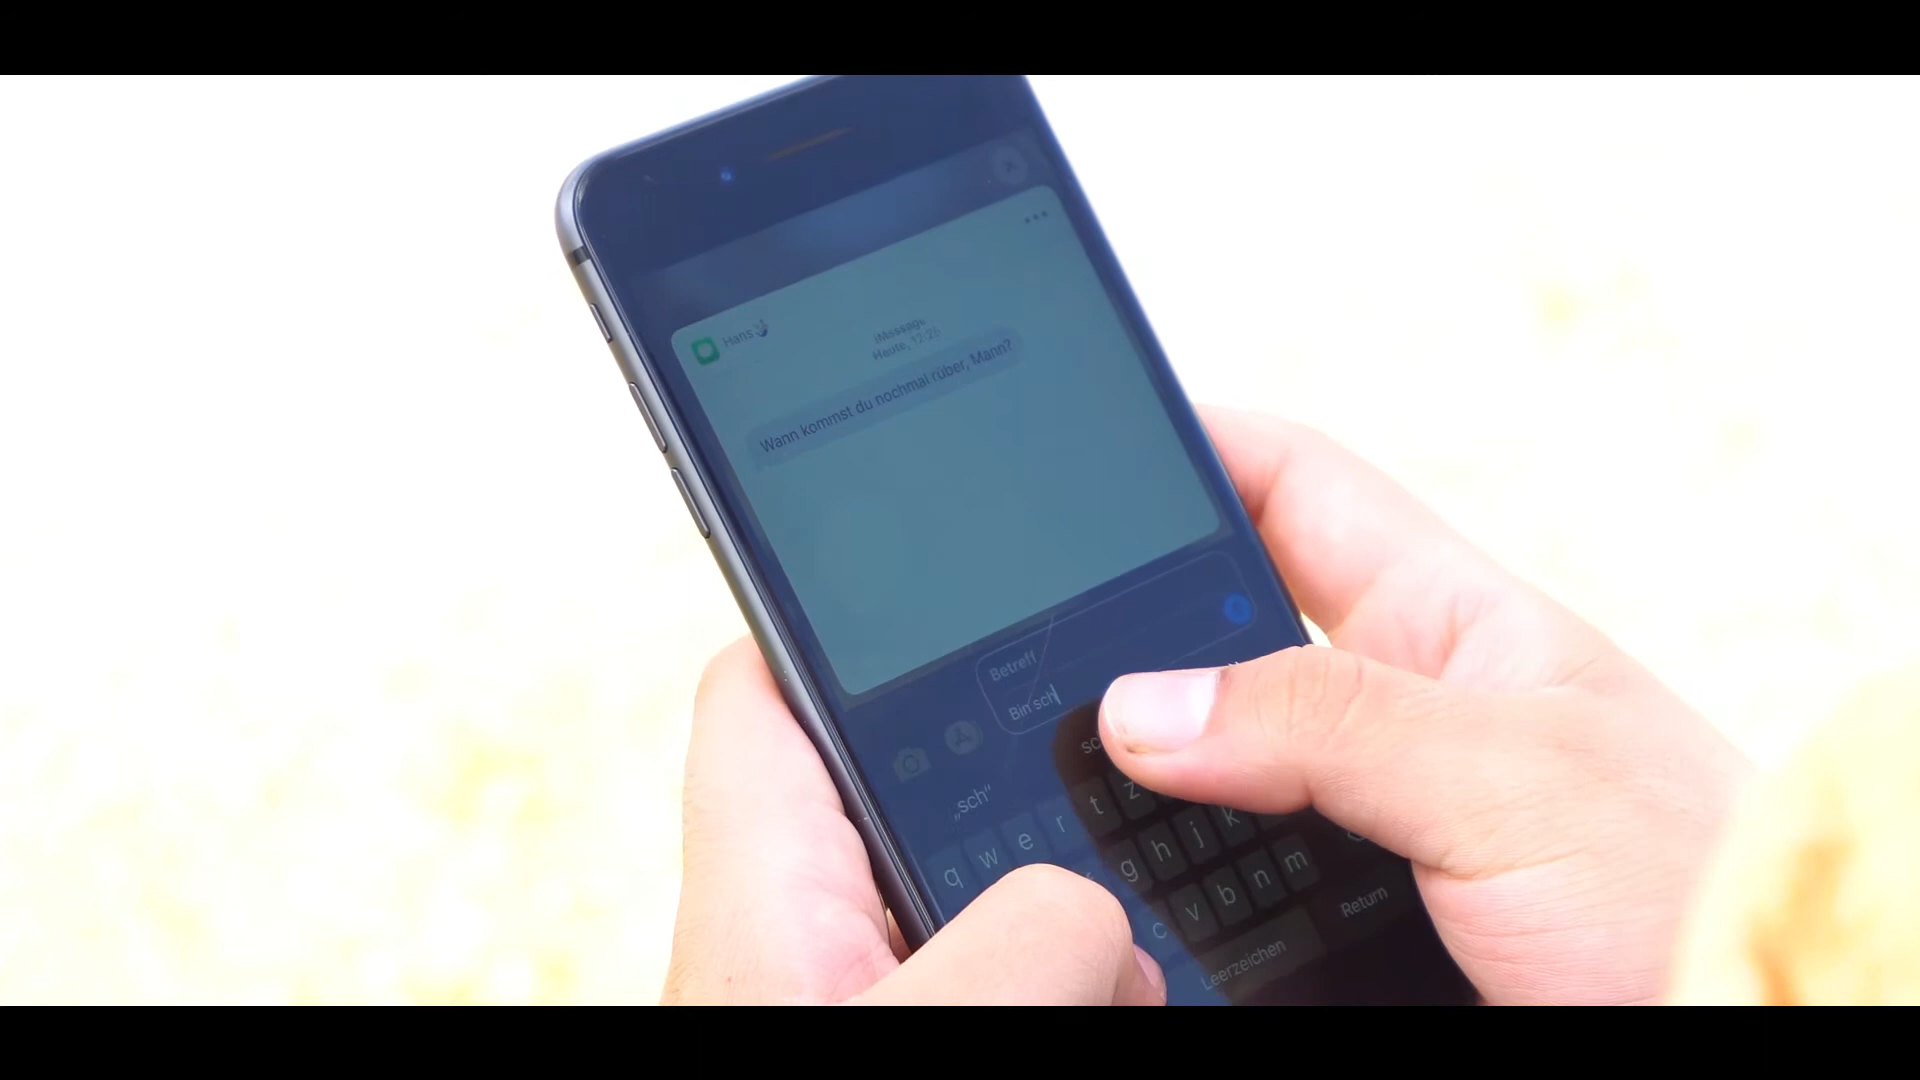 Hans
iMessage
Heute, 12:25
Wann kommst du nochmal rüber, Mann?
Betreff
Bin sch
„sch“
q w e r t z
g h j k
c v b n m
Leerzeichen
Return